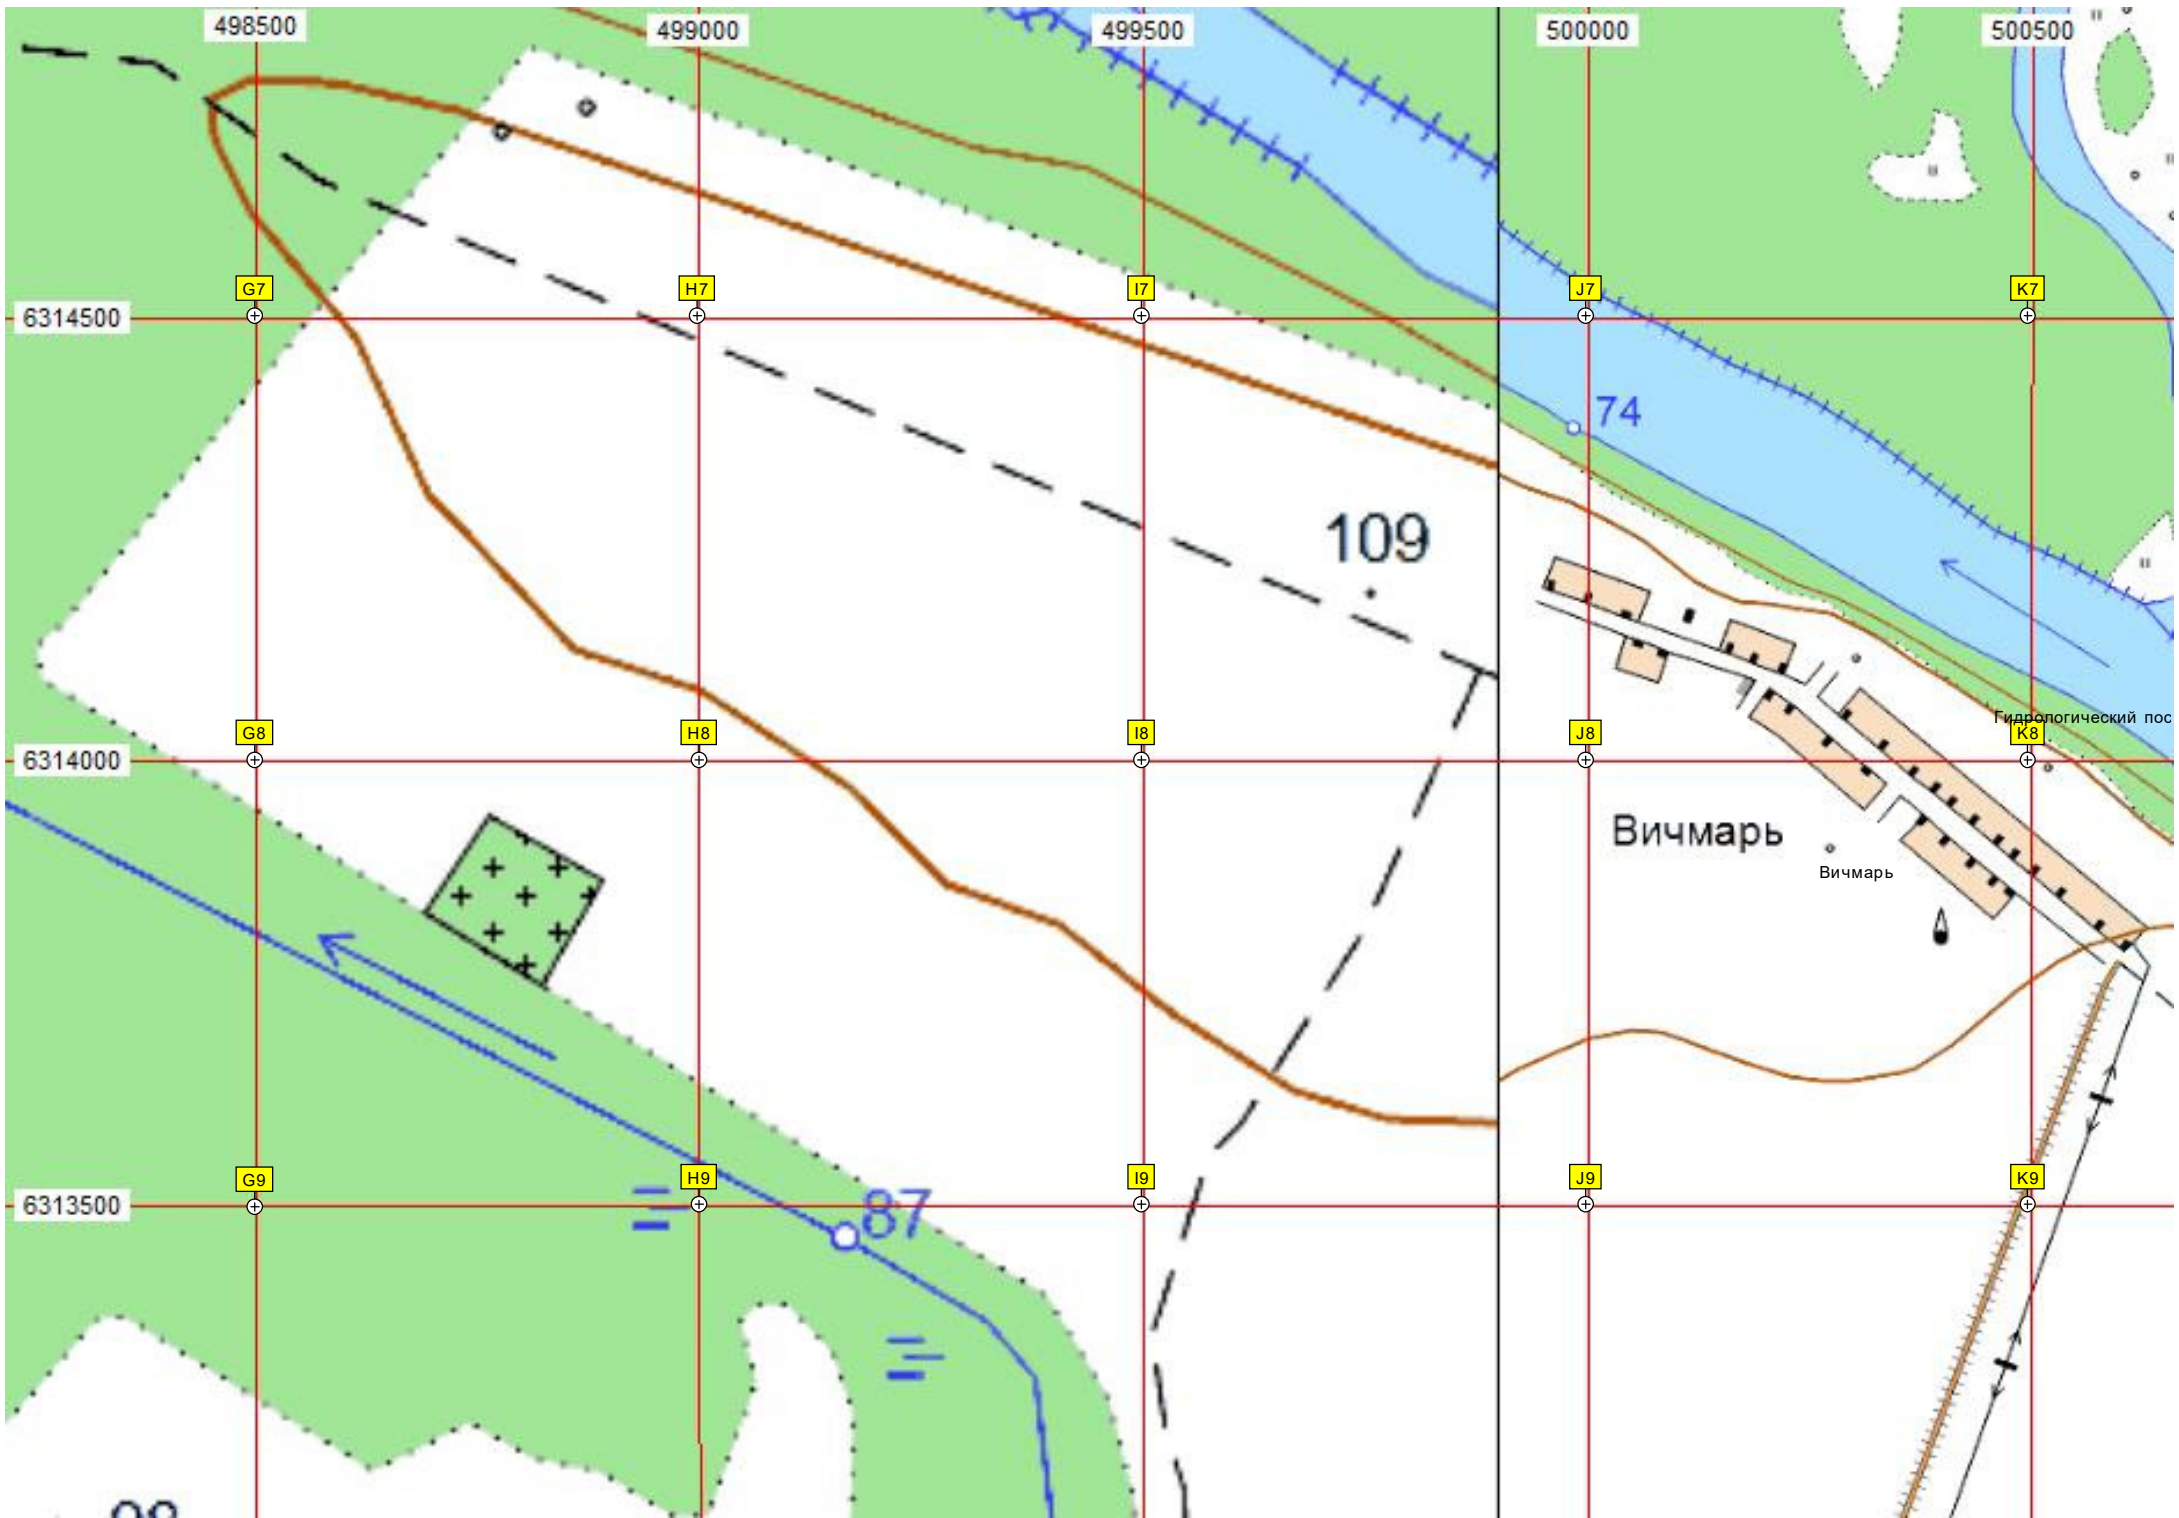 498500 499000 499500 500000 500500
G7 H7 I7 J7 K7
6314500
74
109
Гидрологический пос
G8 H8 I8 J8 K8
6314000
Вичмарь
Вичмарь
G9 H9 I9 J9 K9
6313500
87
98